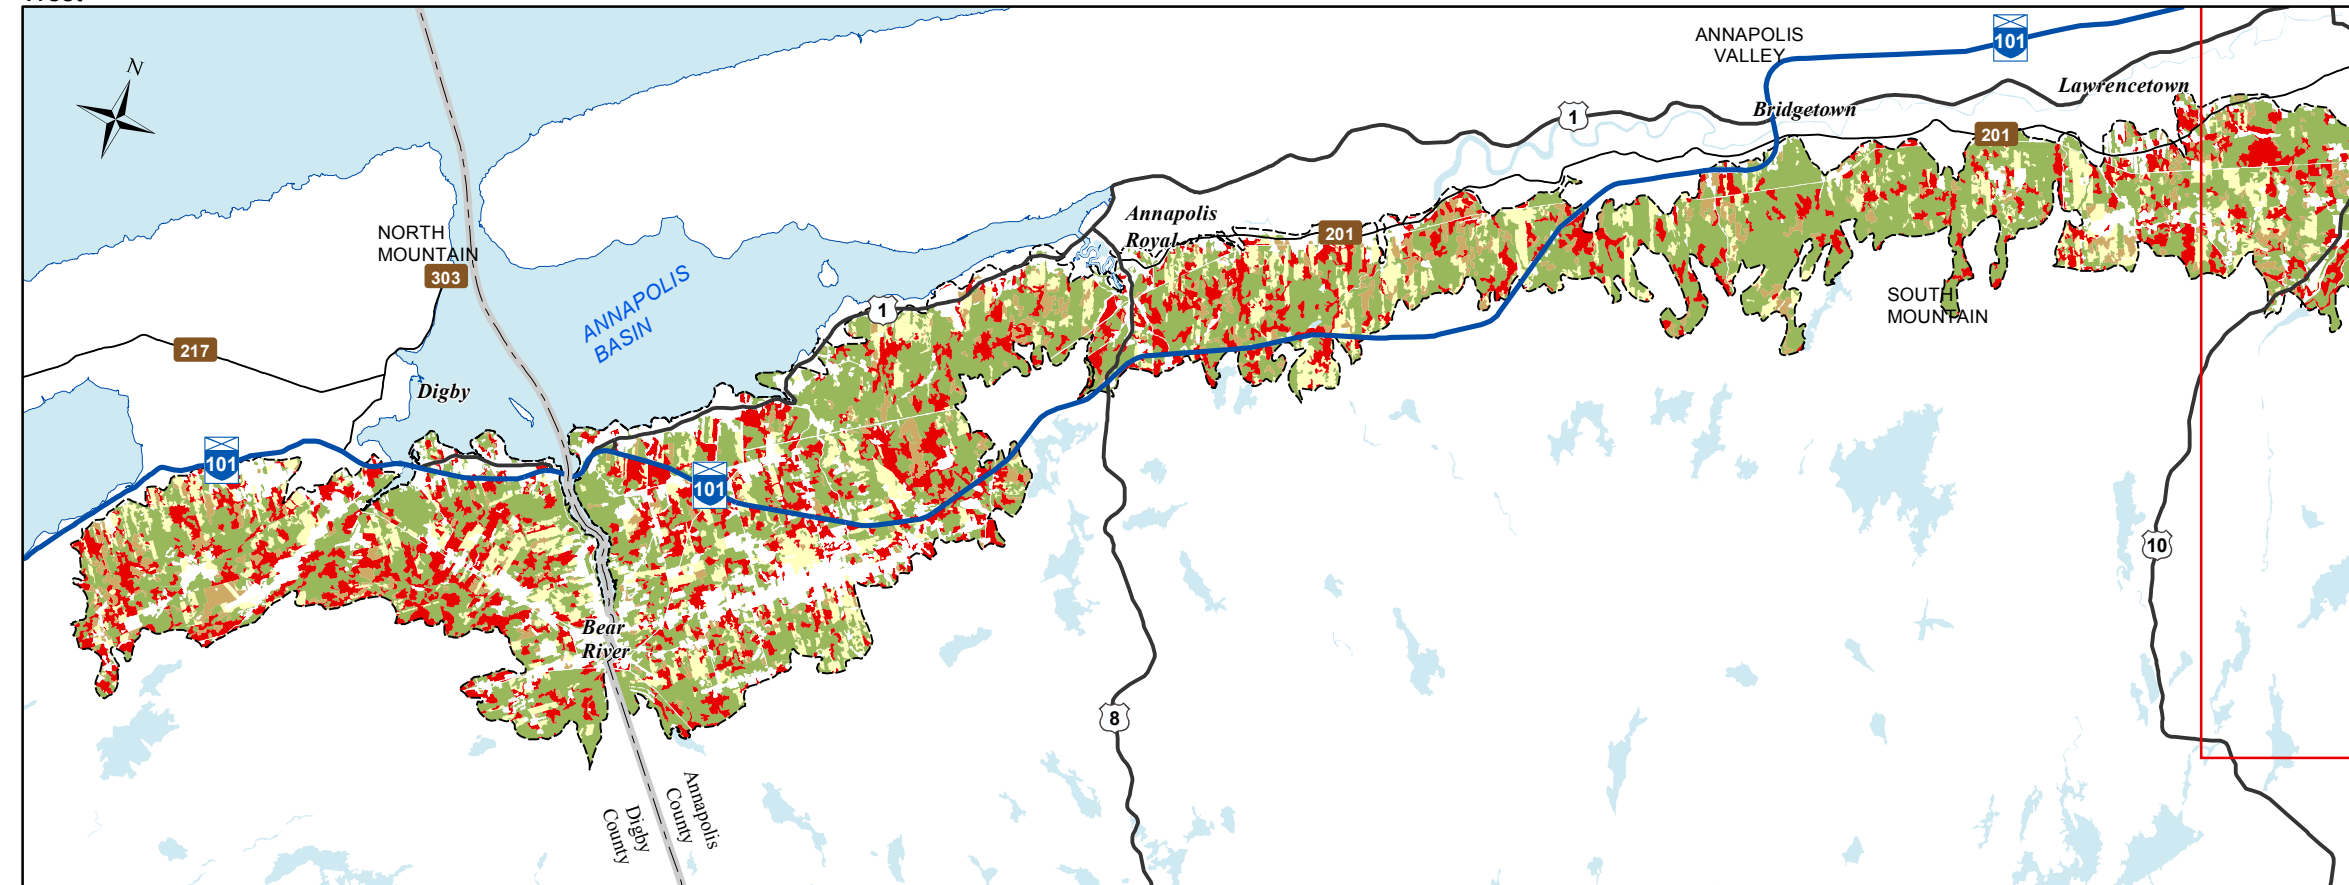 N
ANNAPOLIS
VALLEY
101
Lawrencetown
Bridgetown
1
201
Annapolis
Royal
201
NORTH
MOUNTAIN
303
ANNAPOLIS
BASIN
1
SOUTH
MOUNTAIN
217
Digby
101
101
10
Bear
River
8
Annapolis
County
Digby
County